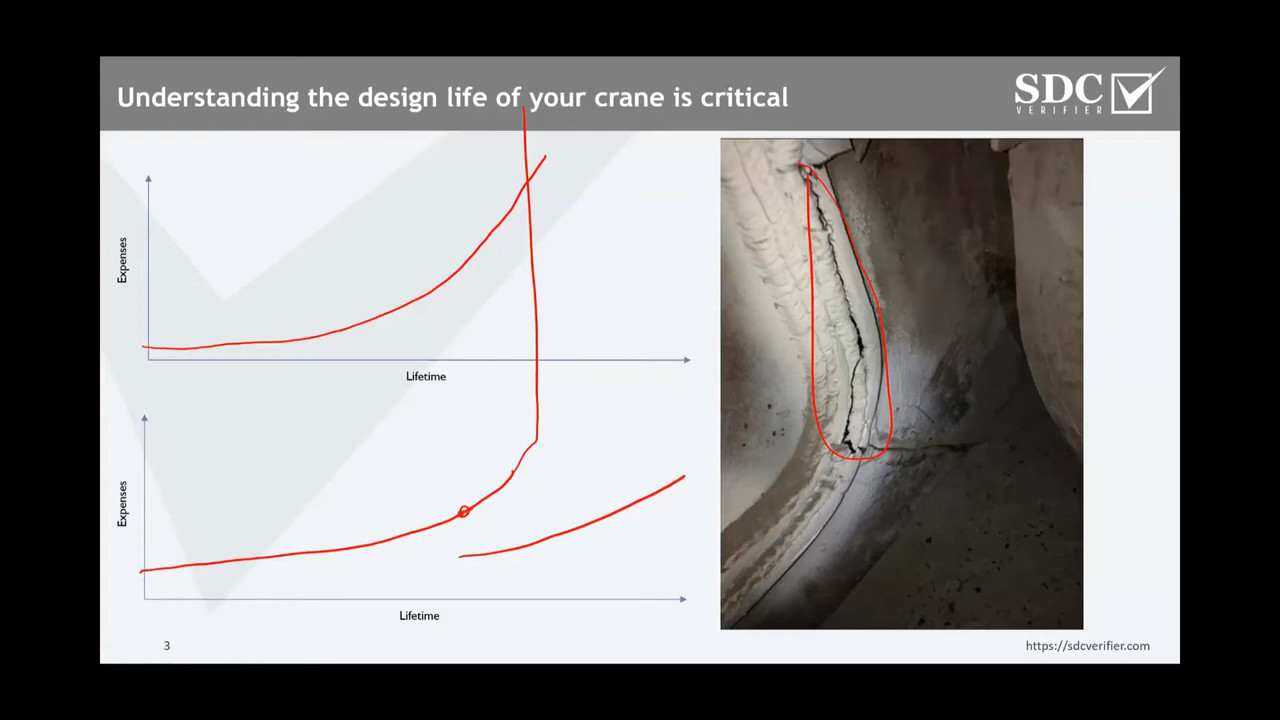 Understanding the design life of your crane is critical
SDC
VERIFIER
Expenses
Lifetime
Expenses
Lifetime
3
https://sdcverifier.com